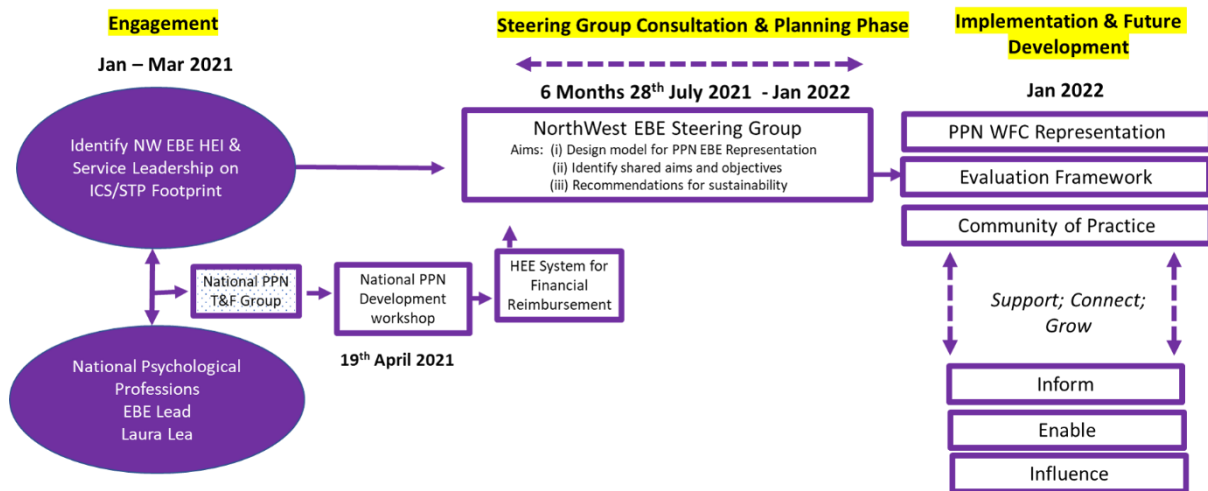 Engagement
Jan – Mar 2021
Identify NW EBE HEI &
Service Leadership on
ICS/STP Footprint
National PPN
T&F Group
National PPN
Development
workshop
19th April 2021
HEE System for
Financial
Reimbursement
National Psychological
Professions
EBE Lead
Laura Lea
Steering Group Consultation & Planning Phase
6 Months 28th July 2021 - Jan 2022
NorthWest EBE Steering Group
Aims: (i) Design model for PPN EBE Representation
(ii) Identify shared aims and objectives
(iii) Recommendations for sustainability
Implementation & Future
Development
Jan 2022
PPN WFC Representation
Evaluation Framework
Community of Practice
Support; Connect;
Grow
Inform
Enable
Influence